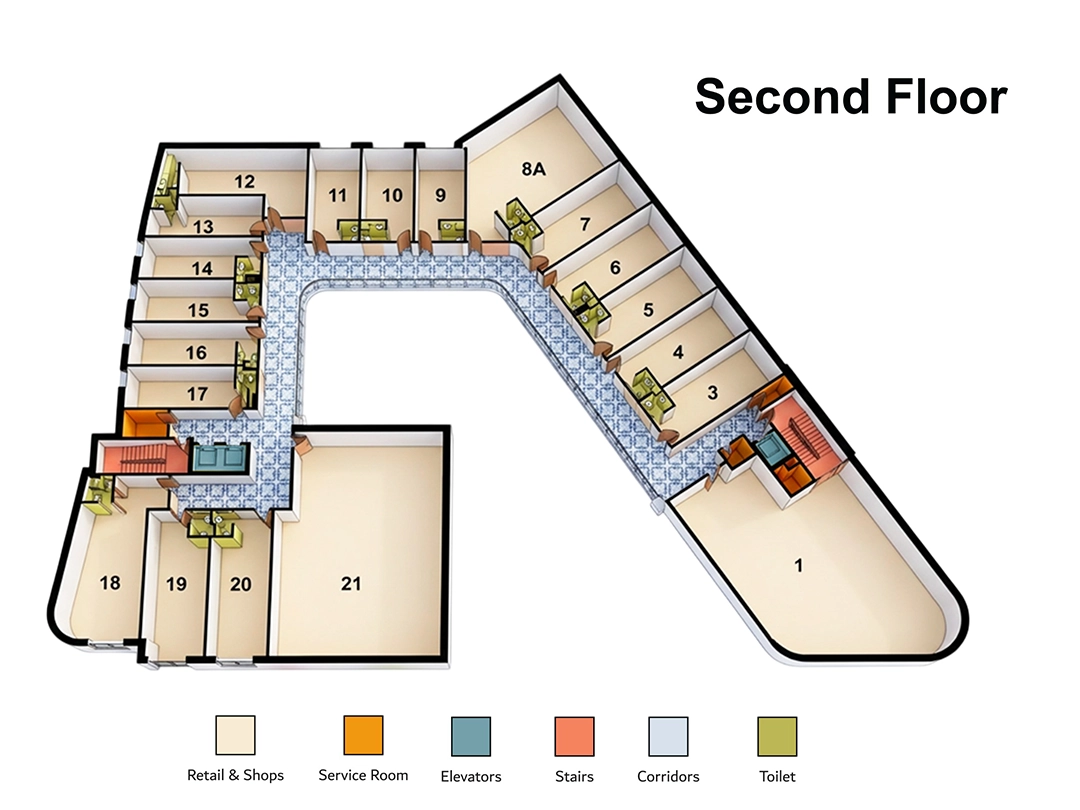 Second Floor
8A
12
11
10
9
7
13
6
14
5
15
4
16
3
17
1
18
19
20
21
Retail & Shops
Service Room
Elevators
Stairs
Corridors
Toilet